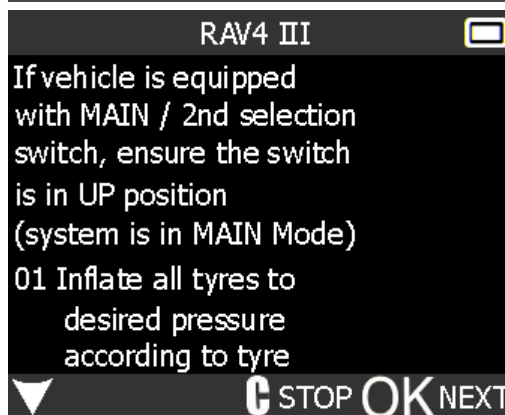 RAV4 III
If vehicle is equipped
with MAIN / 2nd selection
switch, ensure the switch
is in UP position
(system is in MAIN Mode)
01 Inflate all tyres to
desired pressure
according to tyre
C STOP OK NEXT